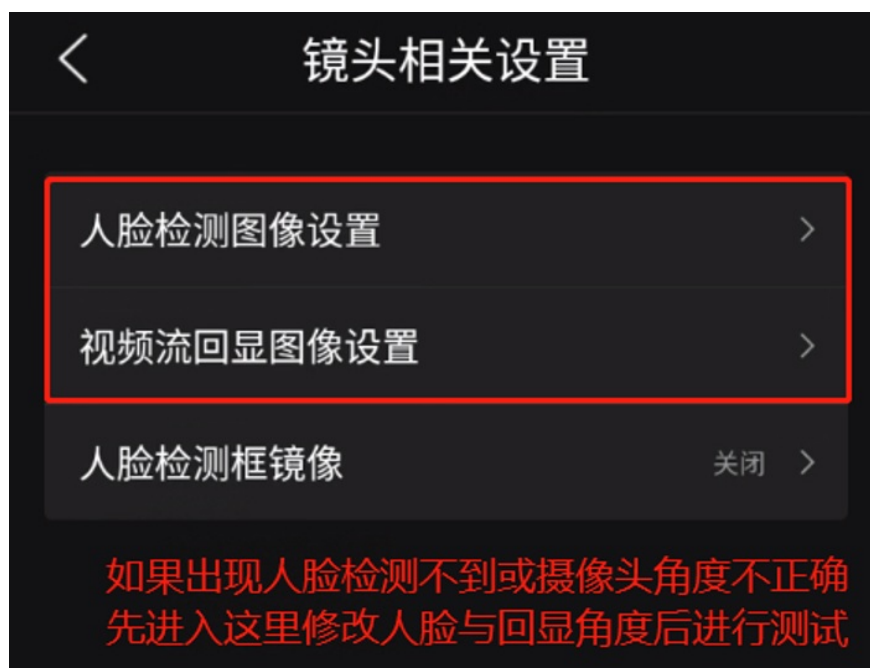 镜头相关设置
人脸检测图像设置
视频流回显图像设置
人脸检测框镜像 关闭
如果出现人脸检测不到或摄像头角度不正确
先进入这里修改人脸与回显角度后进行测试